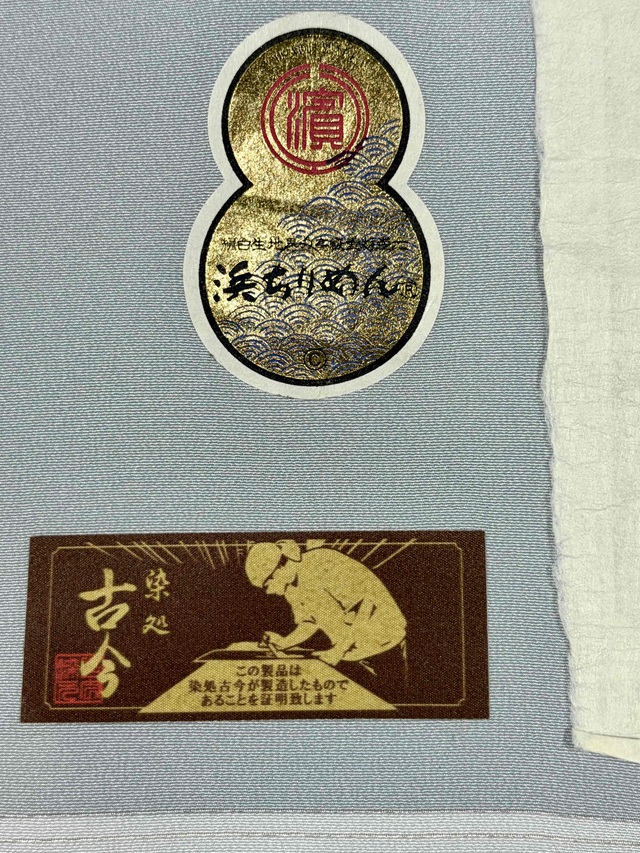 濱
浜ちりめん
©
染処
古今
この製品は
染処古今が製造したもので
あることを証明致します